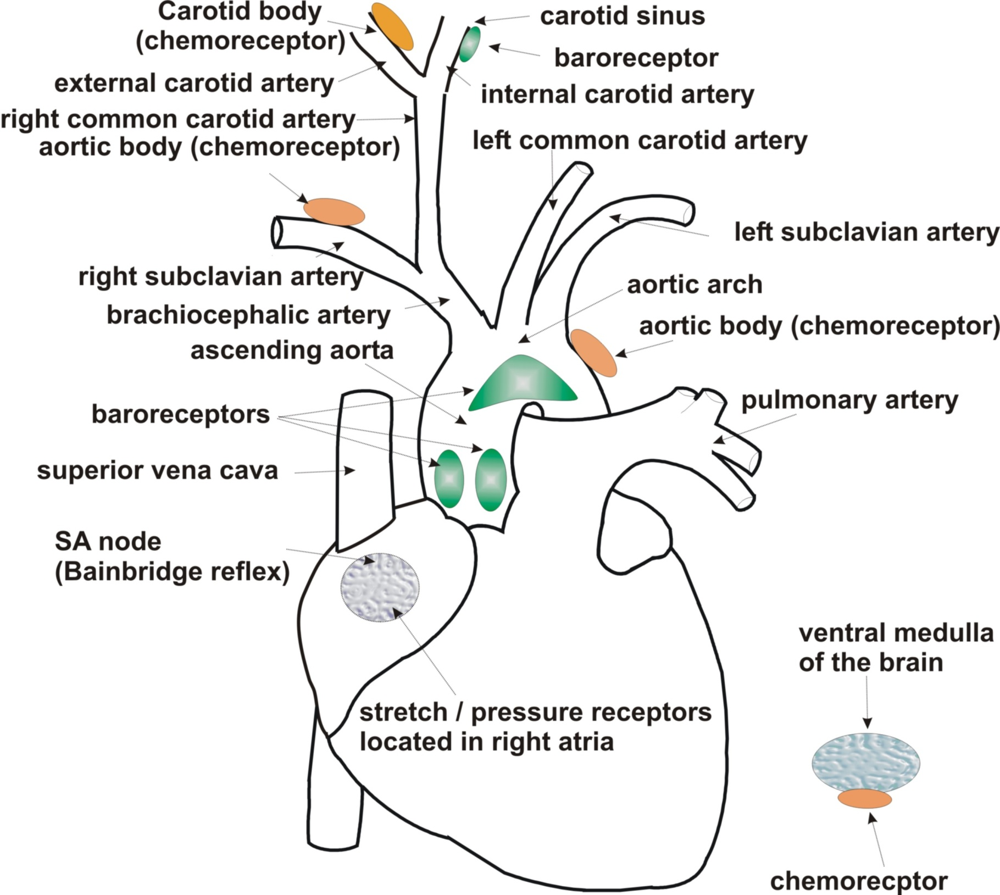 Carotid body
(chemoreceptor)
carotid sinus
baroreceptor
external carotid artery
internal carotid artery
right common carotid artery
aortic body (chemoreceptor)
left common carotid artery
left subclavian artery
right subclavian artery
aortic arch
brachiocephalic artery
aortic body (chemoreceptor)
ascending aorta
pulmonary artery
baroreceptors
superior vena cava
SA node
(Bainbridge reflex)
ventral medulla
of the brain
stretch / pressure receptors
located in right atria
chemorecptor